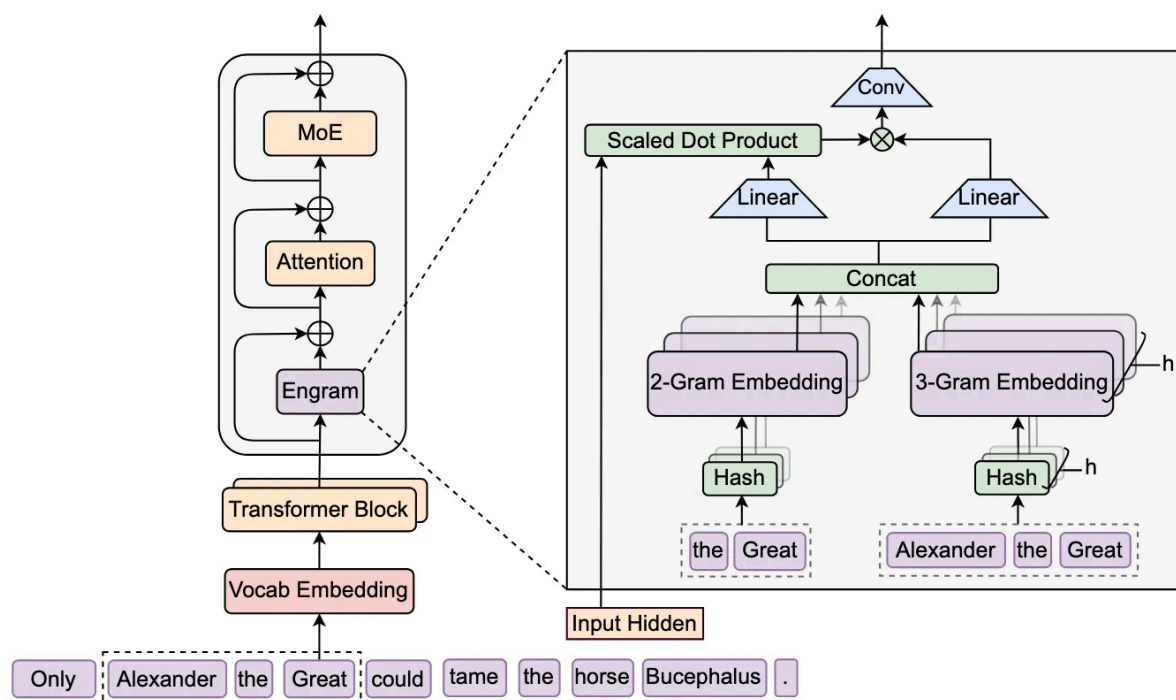 MoE
Attention
Engram
Transformer Block
Vocab Embedding
Only Alexander the Great could tame the horse Bucephalus .
Conv
Scaled Dot Product
Linear Linear
Concat
2-Gram Embedding 3-Gram Embedding h
Hash Hash h
the Great Alexander the Great
Input Hidden